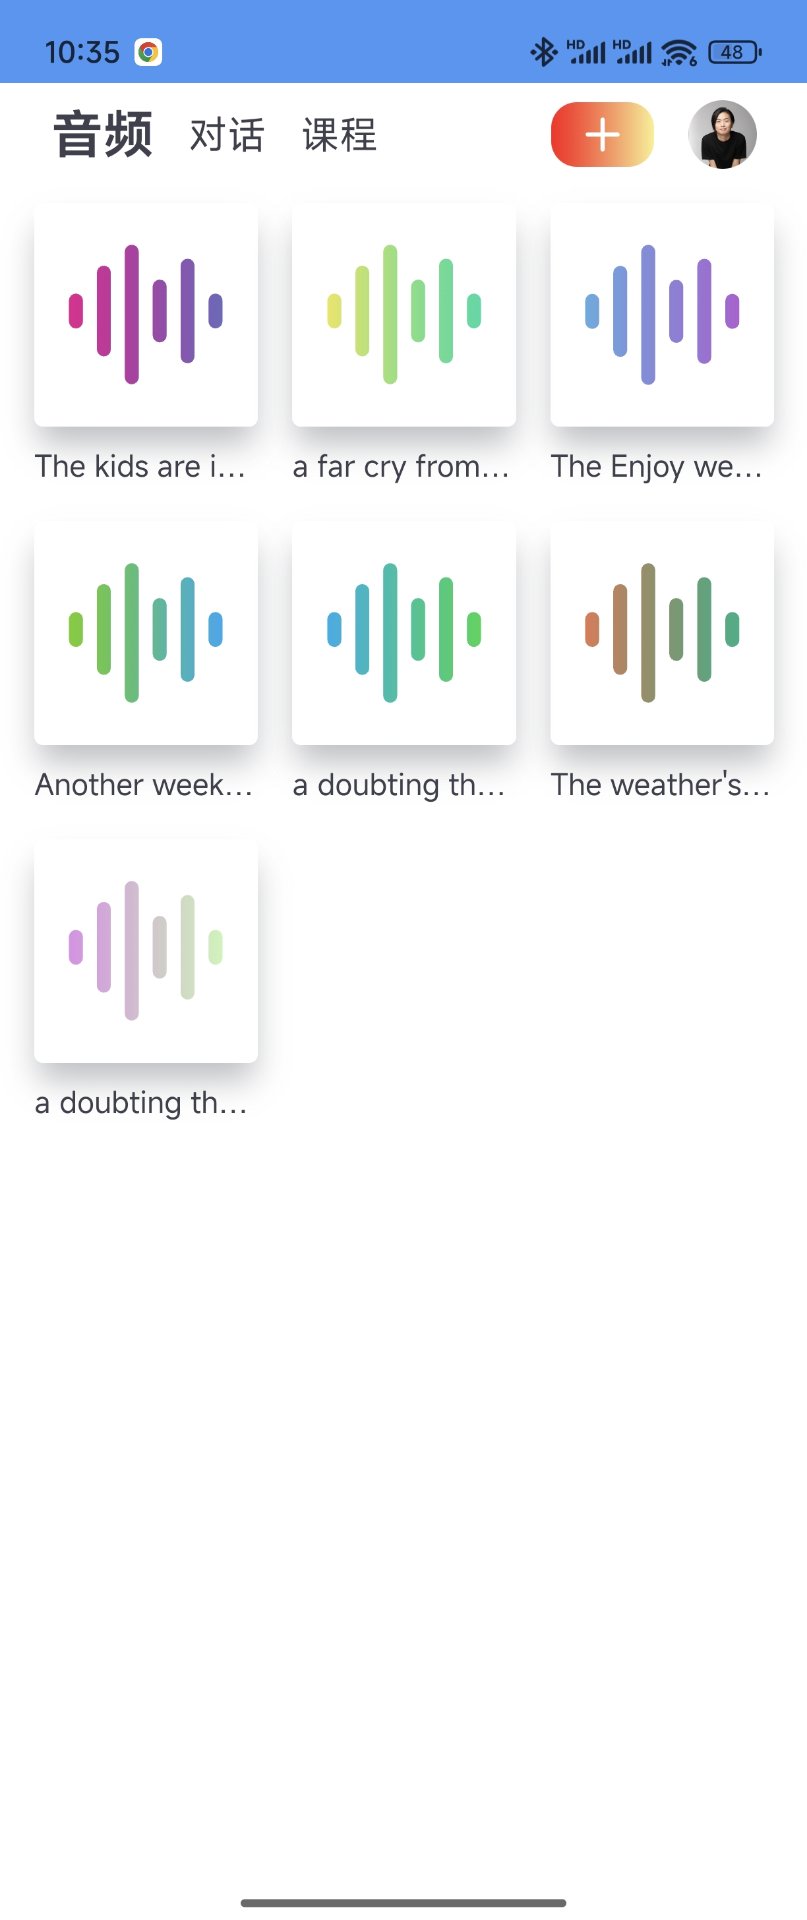 10:35 HD HD 6 48
音频 对话 课程
The kids are i... a far cry from... The Enjoy we...
Another week... a doubting th... The weather's...
a doubting th...